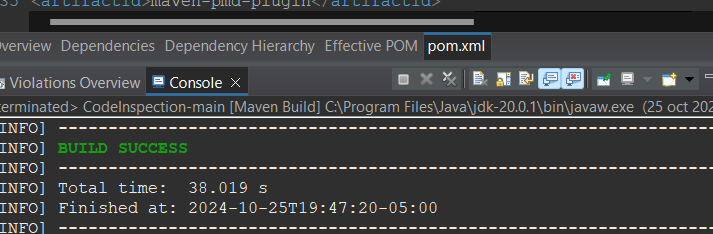 35 <artifactId>maven-pmd-plugin</artifactId>
Overview Dependencies Dependency Hierarchy Effective POM pom.xml
Violations Overview Console
terminated> CodeInspection-main [Maven Build] C:\Program Files\Java\jdk-20.0.1\bin\javaw.exe (25 oct 202
INFO] ------------------------------------------------------------------------
INFO] BUILD SUCCESS
INFO] ------------------------------------------------------------------------
INFO] Total time:  38.019 s
INFO] Finished at: 2024-10-25T19:47:20-05:00
INFO] ------------------------------------------------------------------------